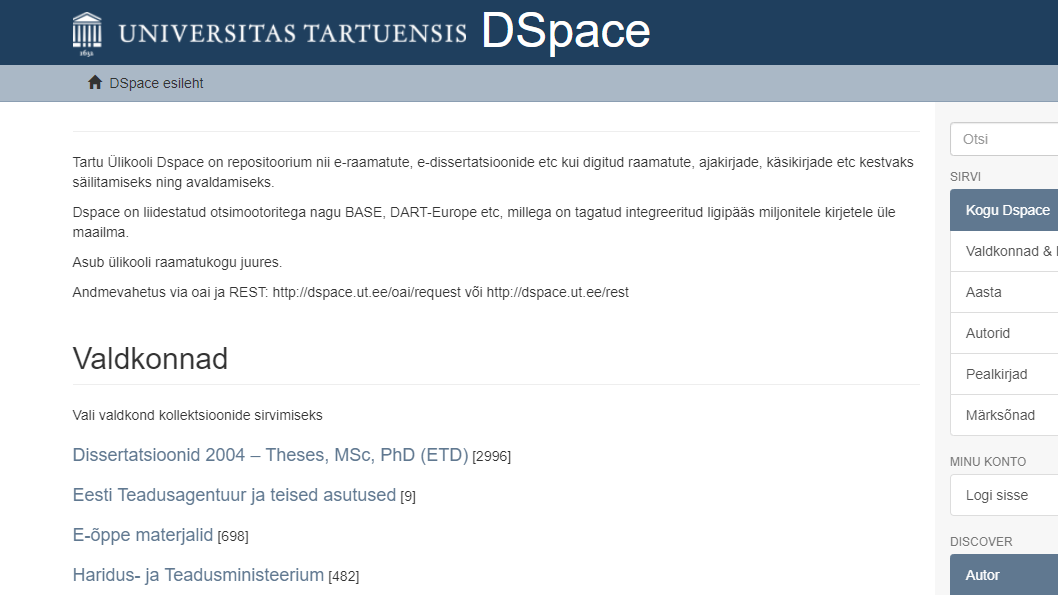 UNIVERSITAS TARTUENSIS DSpace
1632
DSpace esileht
Tartu Ülikooli Dspace on repositoorium nii e-raamatute, e-dissertatsioonide etc kui digitud raamatute, ajakirjade, käsikirjade etc kestvaks
säilitamiseks ning avaldamiseks.
Dspace on liidestatud otsimootoritega nagu BASE, DART-Europe etc, millega on tagatud integreeritud ligipääs miljonitele kirjetele üle
maailma.
Asub ülikooli raamatukogu juures.
Andmevahetus via oai ja REST: http://dspace.ut.ee/oai/request või http://dspace.ut.ee/rest
Valdkonnad
Vali valdkond kollektsioonide sirvimiseks
Dissertatsioonid 2004 – Theses, MSc, PhD (ETD) [2996]
Eesti Teadusagentuur ja teised asutused [9]
E-õppe materjalid [698]
Haridus- ja Teadusministeerium [482]
Otsi
SIRVI
Kogu Dspace
Valdkonnad &
Aasta
Autorid
Pealkirjad
Märksõnad
MINU KONTO
Logi sisse
DISCOVER
Autor